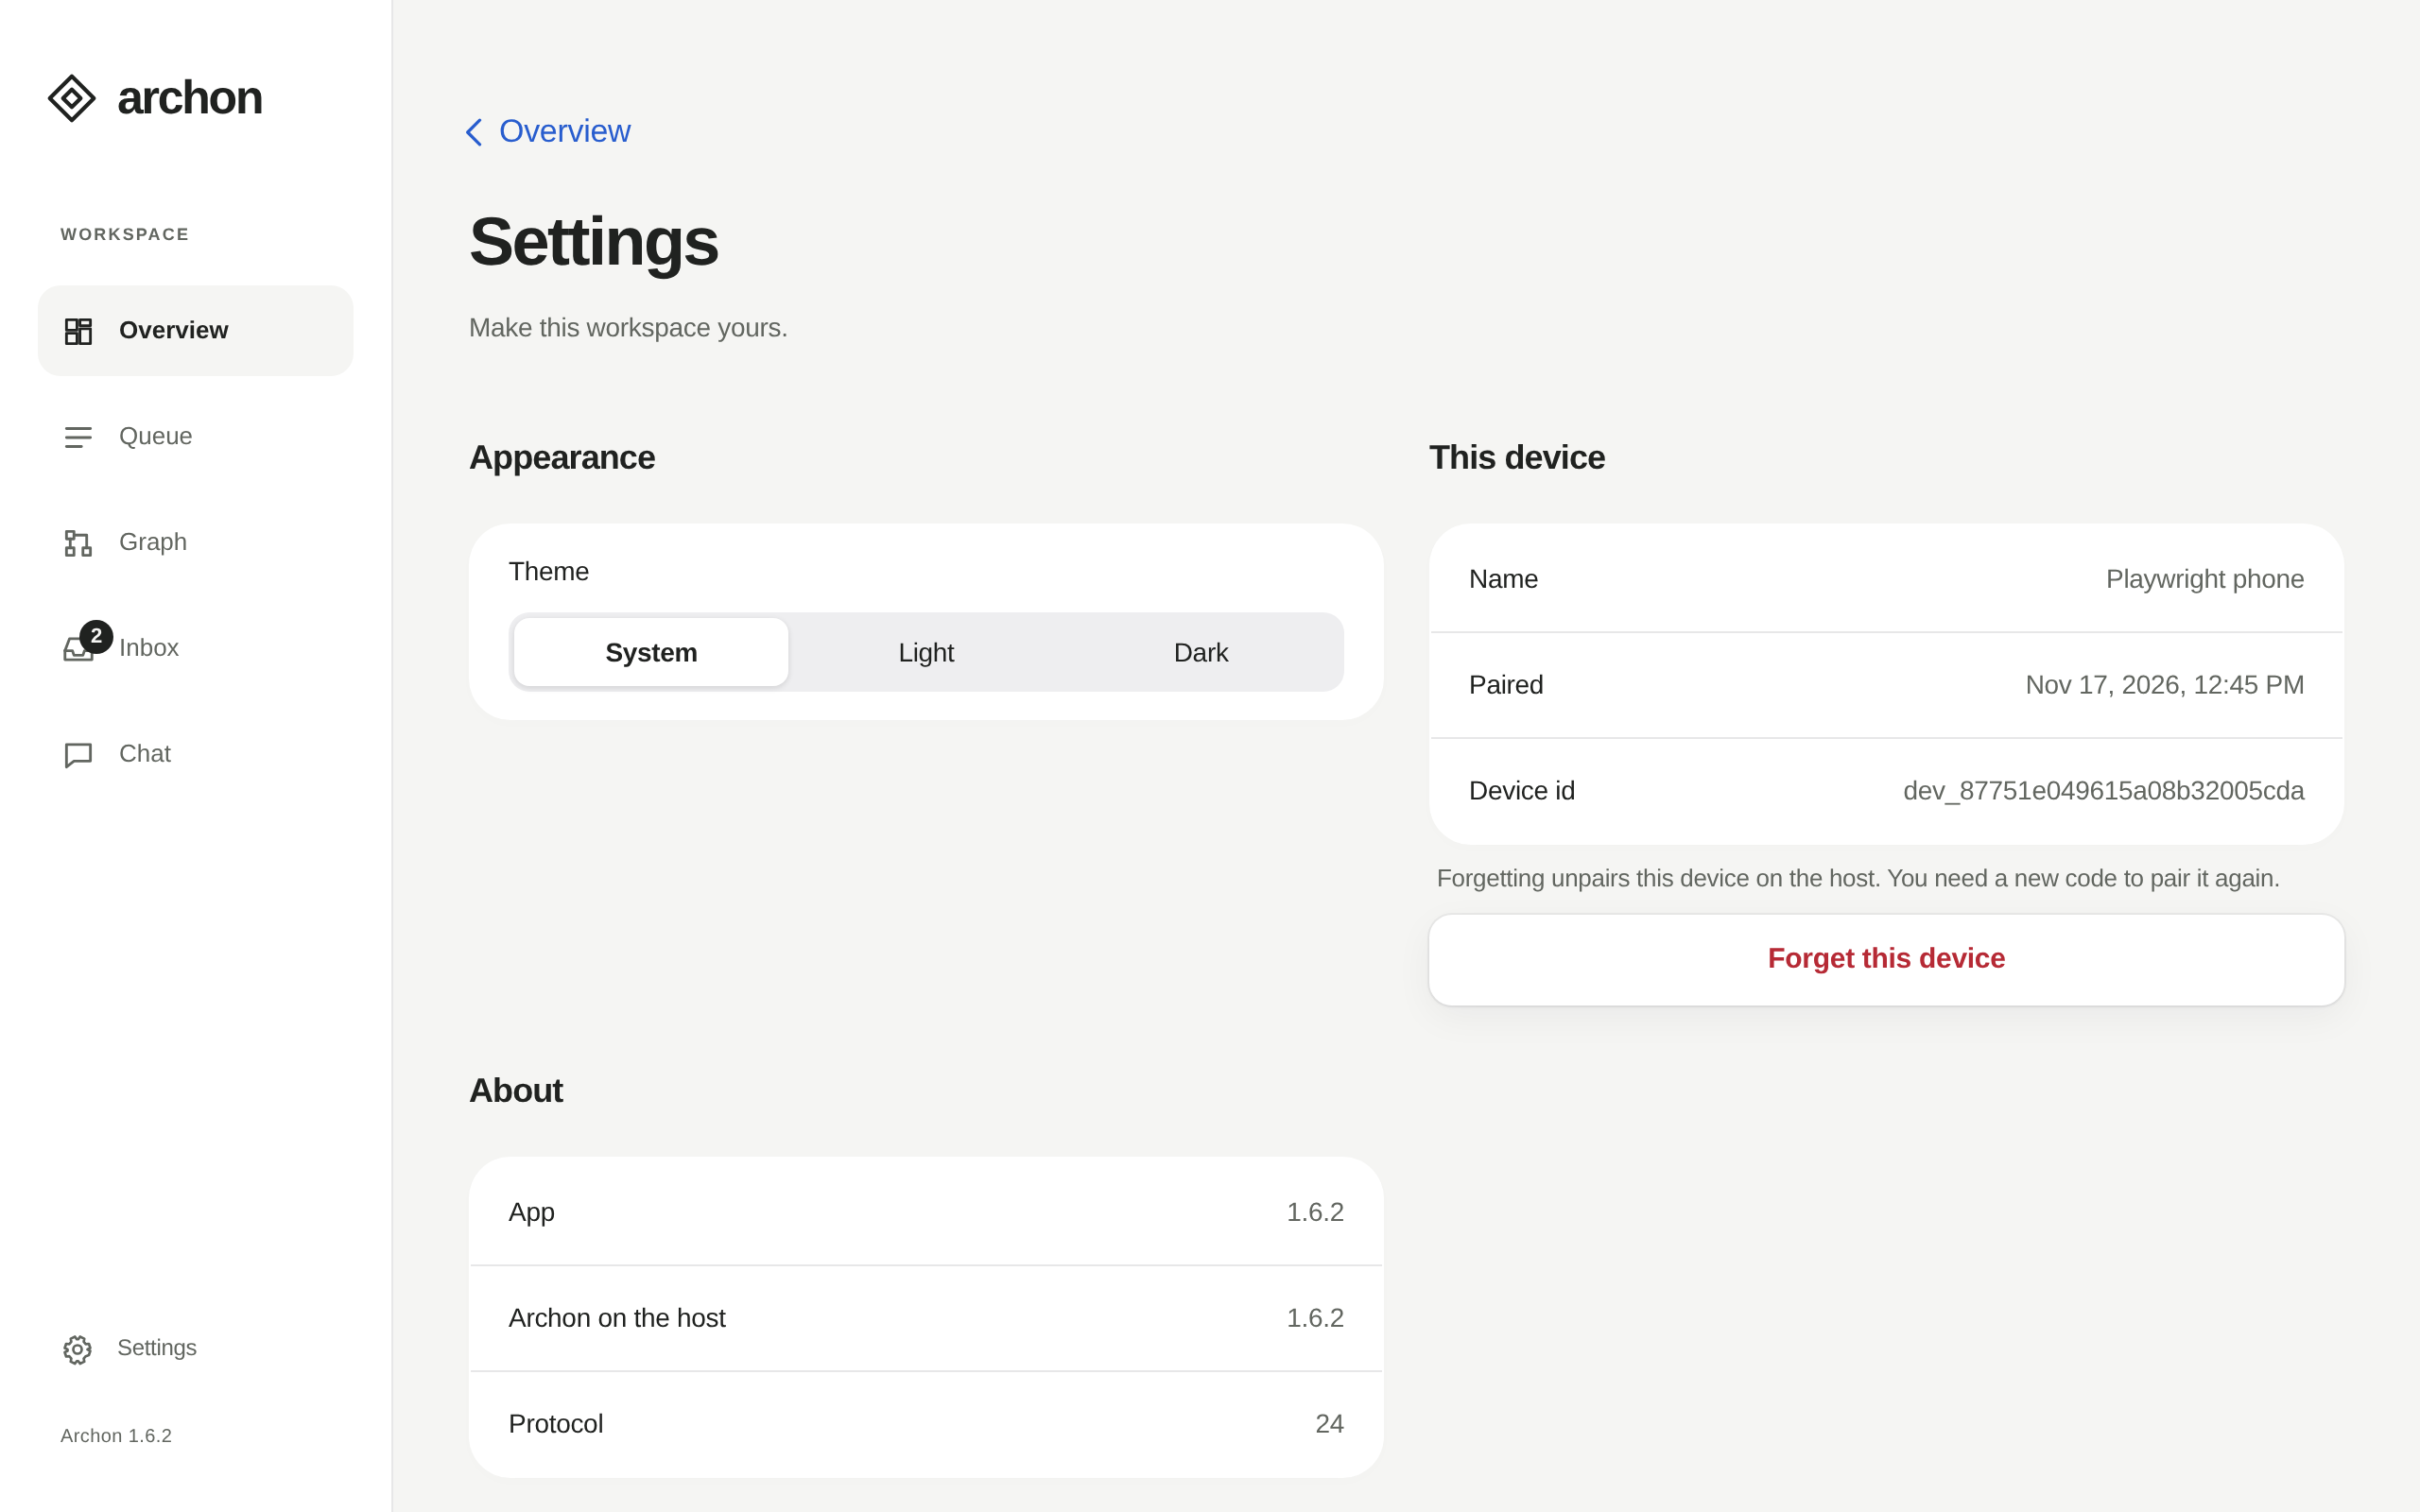 archon
WORKSPACE
Overview
Queue
Graph
2
Inbox
Chat
Settings
Archon 1.6.2
Overview
Settings
Make this workspace yours.
Appearance
Theme
System
Light
Dark
This device
Name
Playwright phone
Paired
Nov 17, 2026, 12:45 PM
Device id
dev_87751e049615a08b32005cda
Forgetting unpairs this device on the host. You need a new code to pair it again.
Forget this device
About
App
1.6.2
Archon on the host
1.6.2
Protocol
24